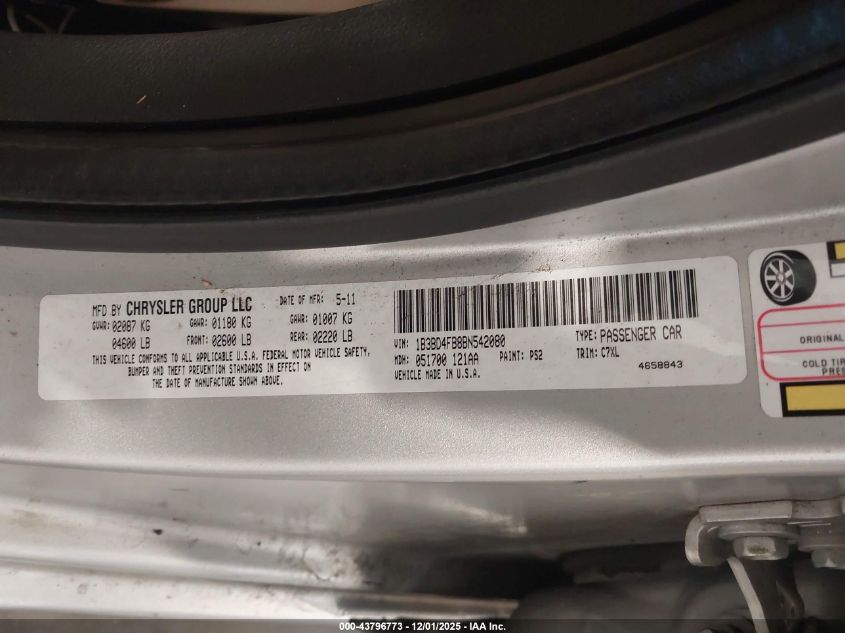 MFD BY CHRYSLER GROUP LLC DATE OF MFR: 5-11
GVWR: 02087 KG GAWR: 01180 KG GAWR: 01007 KG
04600 LB FRONT: 02600 LB REAR: 02220 LB
THIS VEHICLE CONFORMS TO ALL APPLICABLE U.S.A. FEDERAL MOTOR VEHICLE SAFETY,
BUMPER AND THEFT PREVENTION STANDARDS IN EFFECT ON
THE DATE OF MANUFACTURE SHOWN ABOVE.
VIN: 1B3BD4FB8BN542080 TYPE: PASSENGER CAR
MDH: 051700 121AA PAINT: PS2 TRIM: C7XL
VEHICLE MADE IN U.S.A. 4658843
ORIGINAL
COLD TIR
PRES
000-43796773 - 12/01/2025 - IAA Inc.